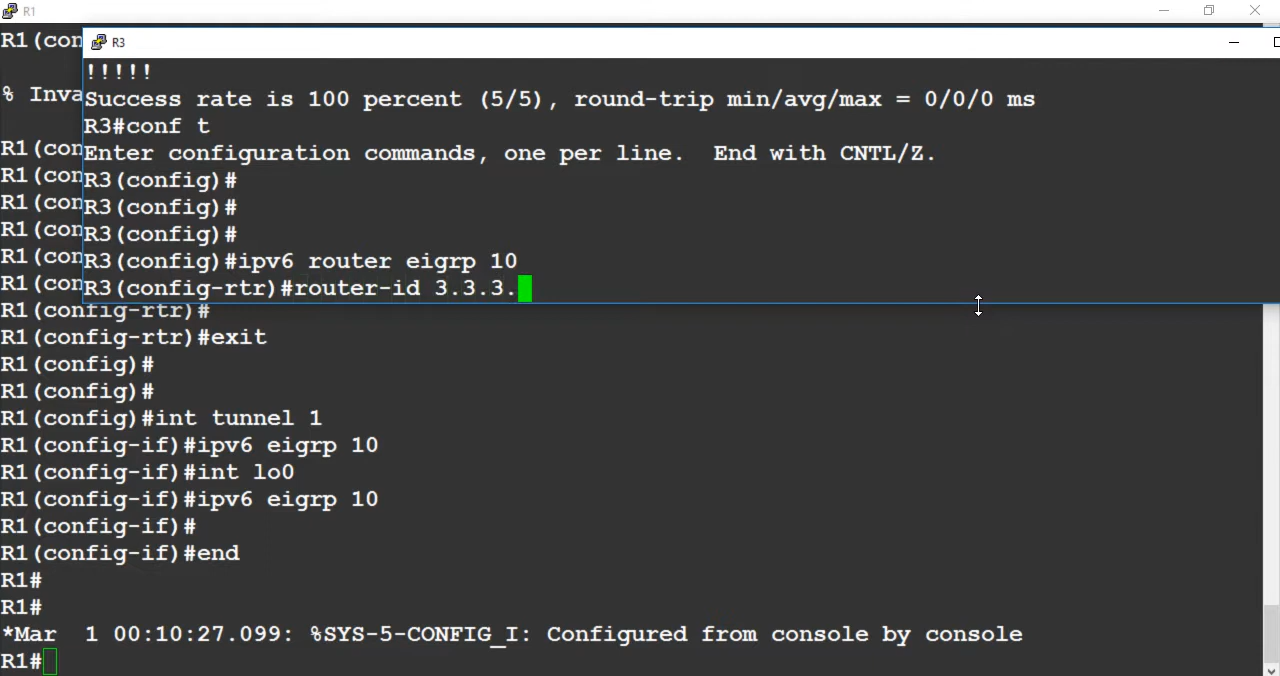 R1
R1(con
% Inva
R1(con
R1(con
R1(con
R1(con
R1(con
R1(con
R3
!!!!!
Success rate is 100 percent (5/5), round-trip min/avg/max = 0/0/0 ms
R3#conf t
Enter configuration commands, one per line.  End with CNTL/Z.
R3(config)#
R3(config)#
R3(config)#
R3(config)#ipv6 router eigrp 10
R3(config-rtr)#router-id 3.3.3.
R1(config-rtr)#
R1(config-rtr)#exit
R1(config)#
R1(config)#
R1(config)#int tunnel 1
R1(config-if)#ipv6 eigrp 10
R1(config-if)#int lo0
R1(config-if)#ipv6 eigrp 10
R1(config-if)#
R1(config-if)#end
R1#
R1#
*Mar  1 00:10:27.099: %SYS-5-CONFIG_I: Configured from console by console
R1#